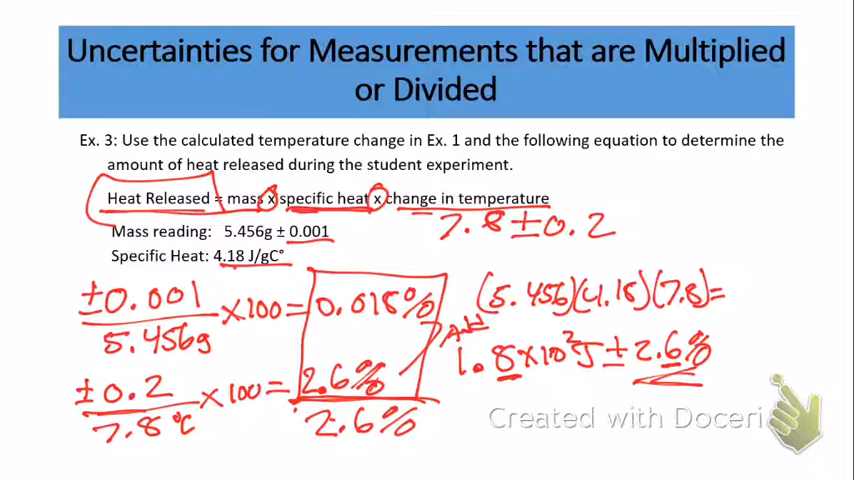 Uncertainties for Measurements that are Multiplied
or Divided
Ex. 3: Use the calculated temperature change in Ex. 1 and the following equation to determine the
amount of heat released during the student experiment.
Heat Released = mass x specific heat x change in temperature
7.8 ± 0.2
Mass reading: 5.456g ± 0.001
Specific Heat: 4.18 J/gC°
±0.001
5.456g
x100=
0.018%
±0.2
7.8°C
x100=
2.6%
2.6%
Add
(5.456)(4.18)(7.8)=
1.8x10²J ± 2.6%
Created with Doceri